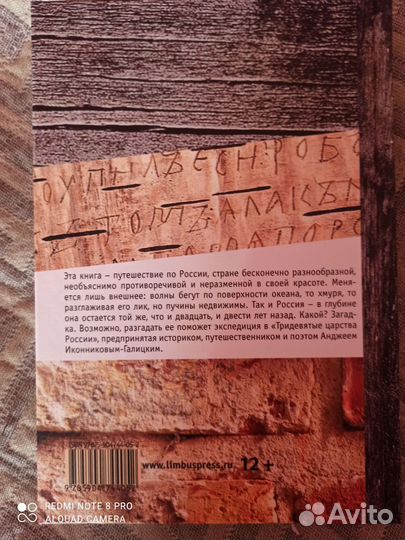 ОХПЪЛЪЕСПРОБО
Эта книга – путешествие по России, стране бесконечно разнообразной,
необъяснимо противоречивой и неразменной в своей красоте. Меня-
ется лишь внешнее: волны бегут по поверхности океана, то хмуря, то
разглаживая его лик, но пучины недвижимы. Так и Россия – в глубине
она остается той же, что и двадцать, и двести лет назад. Какой? Загад-
ка. Возможно, разгадать ее поможет экспедиция в «Тридевятые царства
России», предпринятая историком, путешественником и поэтом Анджеем
Иконниковым-Галицким.
www.limbuspress.ru
12+
REDMI NOTE 8 PRO
AI QUAD CAMERA
Avito